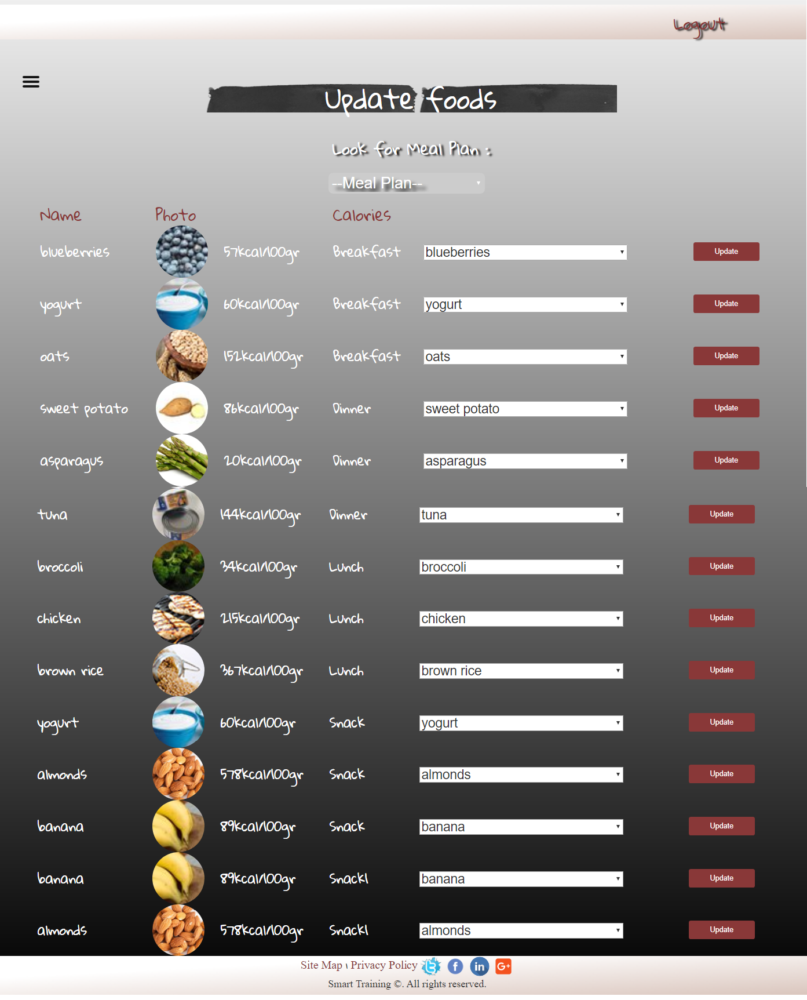 Logout
Update foods
Look for Meal Plan :
--Meal Plan--
Name Photo Calories
blueberries 57kcal/100gr Breakfast blueberries Update
yogurt 60kcal/100gr Breakfast yogurt Update
oats 152kcal/100gr Breakfast oats Update
sweet potato 86kcal/100gr Dinner sweet potato Update
asparagus 20kcal/100gr Dinner asparagus Update
tuna 144kcal/100gr Dinner tuna Update
broccoli 34kcal/100gr Lunch broccoli Update
chicken 215kcal/100gr Lunch chicken Update
brown rice 367kcal/100gr Lunch brown rice Update
yogurt 60kcal/100gr Snack yogurt Update
almonds 578kcal/100gr Snack almonds Update
banana 89kcal/100gr Snack banana Update
banana 89kcal/100gr Snack1 banana Update
almonds 578kcal/100gr Snack1 almonds Update
Site Map \ Privacy Policy
Smart Training ©. All rights reserved.